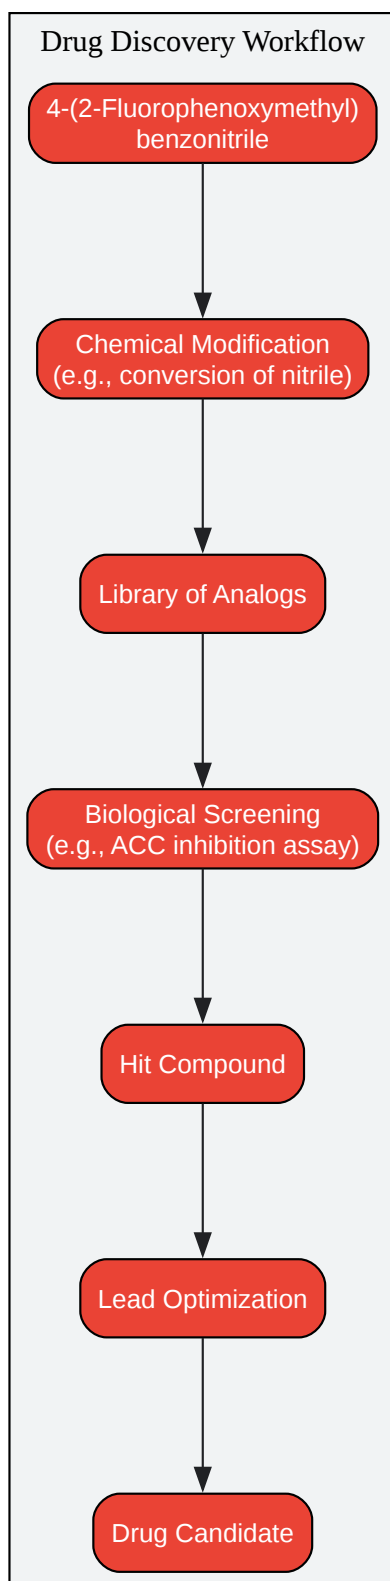 Drug Discovery Workflow
4-(2-Fluorophenoxymethyl)
benzonitrile
Chemical Modification
(e.g., conversion of nitrile)
Library of Analogs
Biological Screening
(e.g., ACC inhibition assay)
Hit Compound
Lead Optimization
Drug Candidate